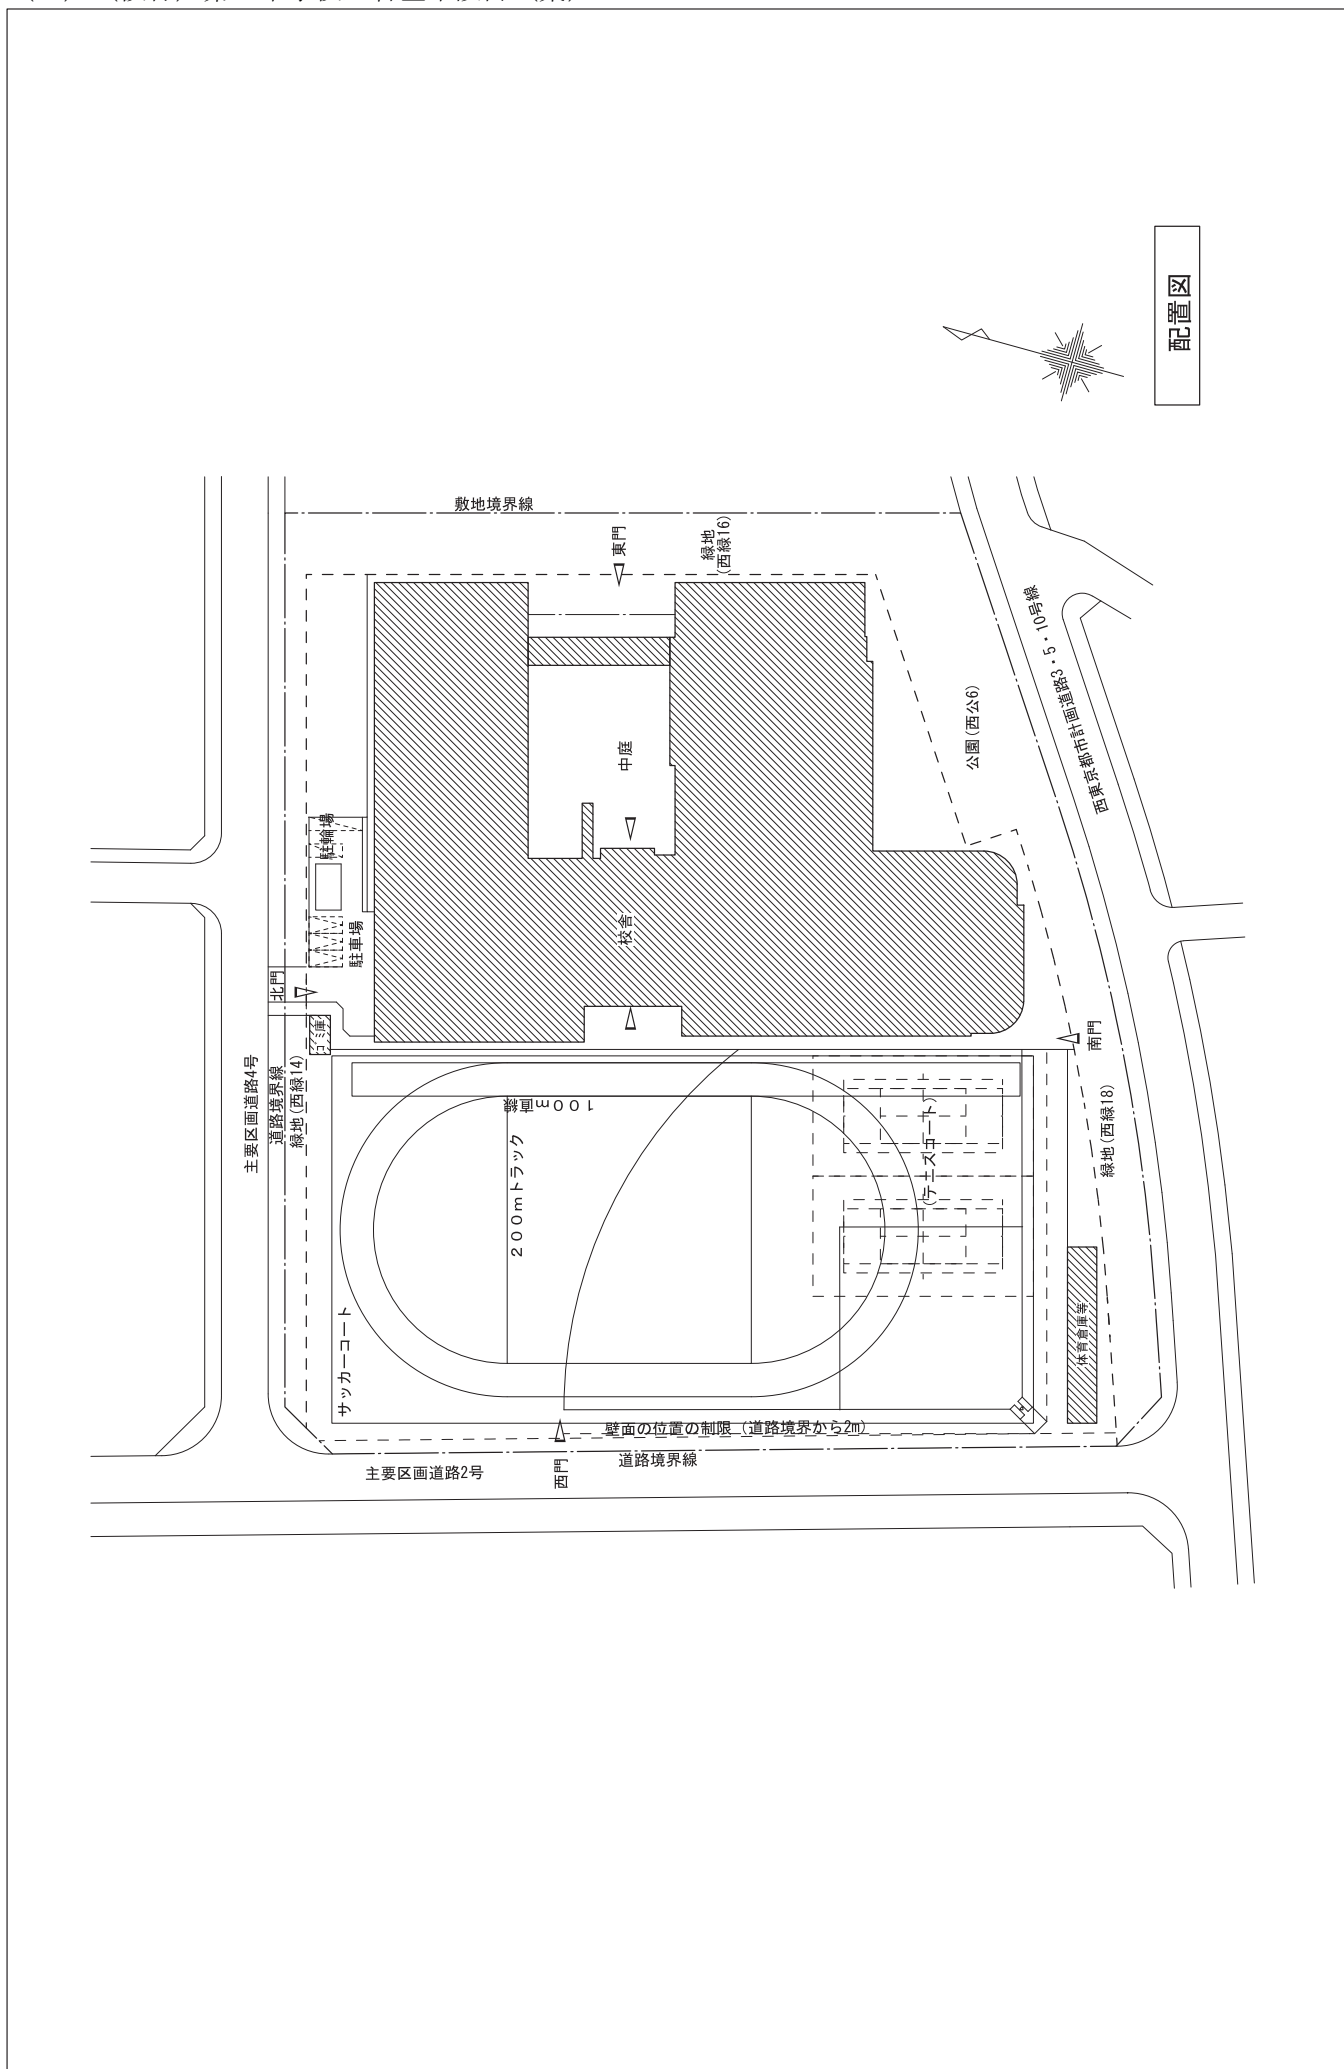 配置図
敷地境界線
東門
緑地
(西緑16)
西東京都市計画道路3・5・10号線
公園(西公6)
中庭
駐輪場
校舎
駐車場
北門
ゴミ庫
南門
主要区画道路4号
道路境界線
緑地(西緑14)
100m直線
200mトラック
(テニスコート)
緑地(西緑18)
サッカーコート
体育倉庫等
壁面の位置の制限(道路境界から2m)
道路境界線
西門
主要区画道路2号